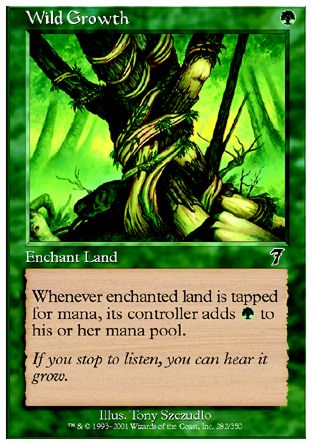 Wild Growth
Enchant Land
7
Whenever enchanted land is tapped
for mana, its controller adds to
his or her mana pool.
If you stop to listen, you can hear it
grow.
Illus. Tony Szczudlo
™ & © 1993–2001 Wizards of the Coast, Inc. 282/350